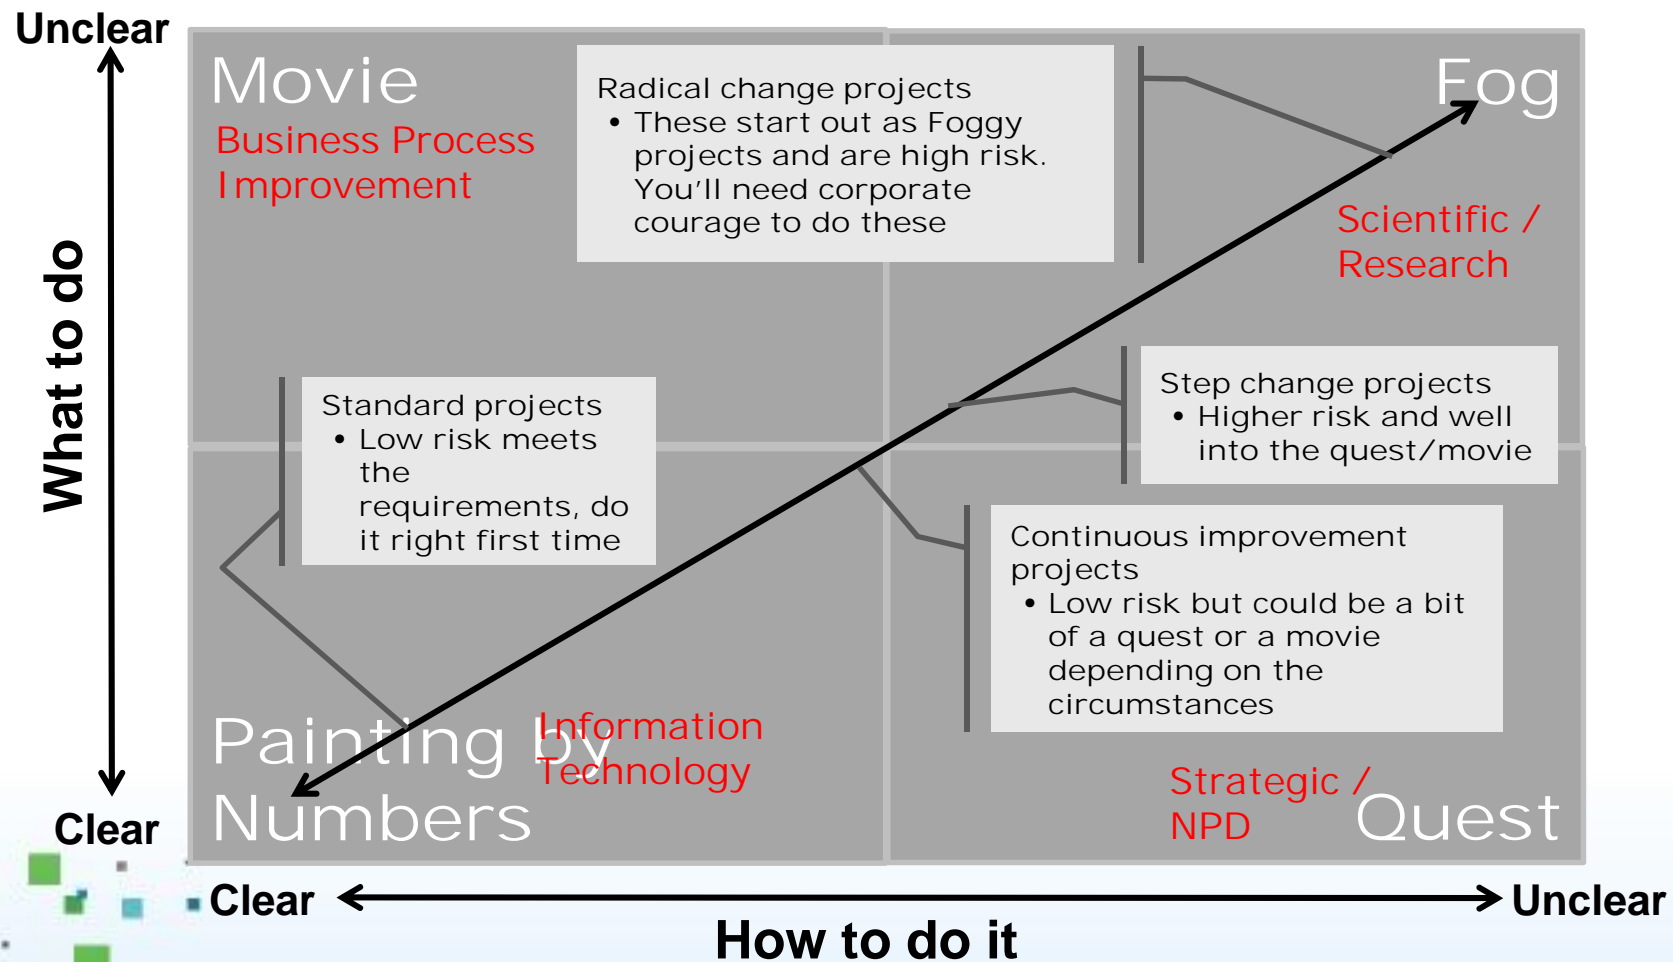 Unclear
Movie
Business Process
Improvement
Radical change projects
• These start out as Foggy
projects and are high risk.
You'll need corporate
courage to do these
Fog
Scientific /
Research
What to do
Standard projects
• Low risk meets
the
requirements, do
it right first time
Step change projects
• Higher risk and well
into the quest/movie
Continuous improvement
projects
• Low risk but could be a bit
of a quest or a movie
depending on the
circumstances
Painting by
Numbers
Information
Technology
Strategic /
NPD
Quest
Clear
Clear
Unclear
How to do it